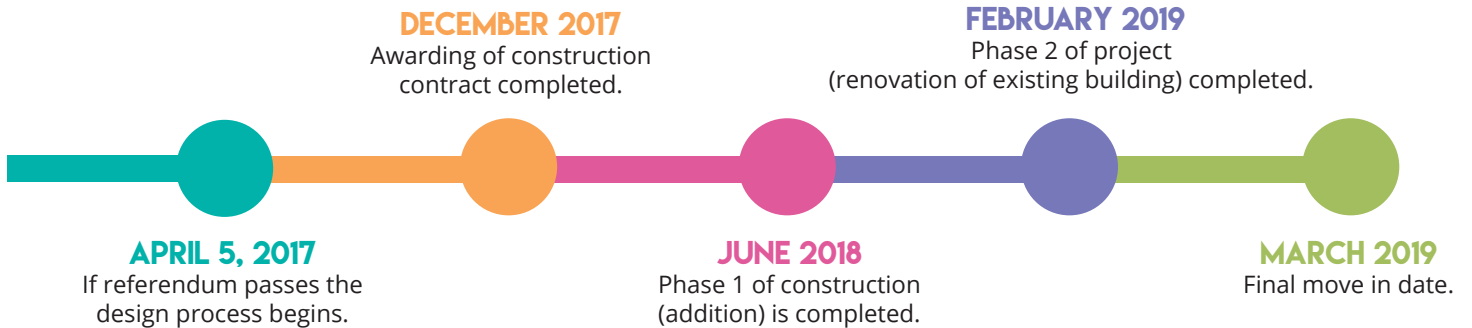 DECEMBER 2017
Awarding of construction
contract completed.
FEBRUARY 2019
Phase 2 of project
(renovation of existing building) completed.
APRIL 5, 2017
If referendum passes the
design process begins.
JUNE 2018
Phase 1 of construction
(addition) is completed.
MARCH 2019
Final move in date.